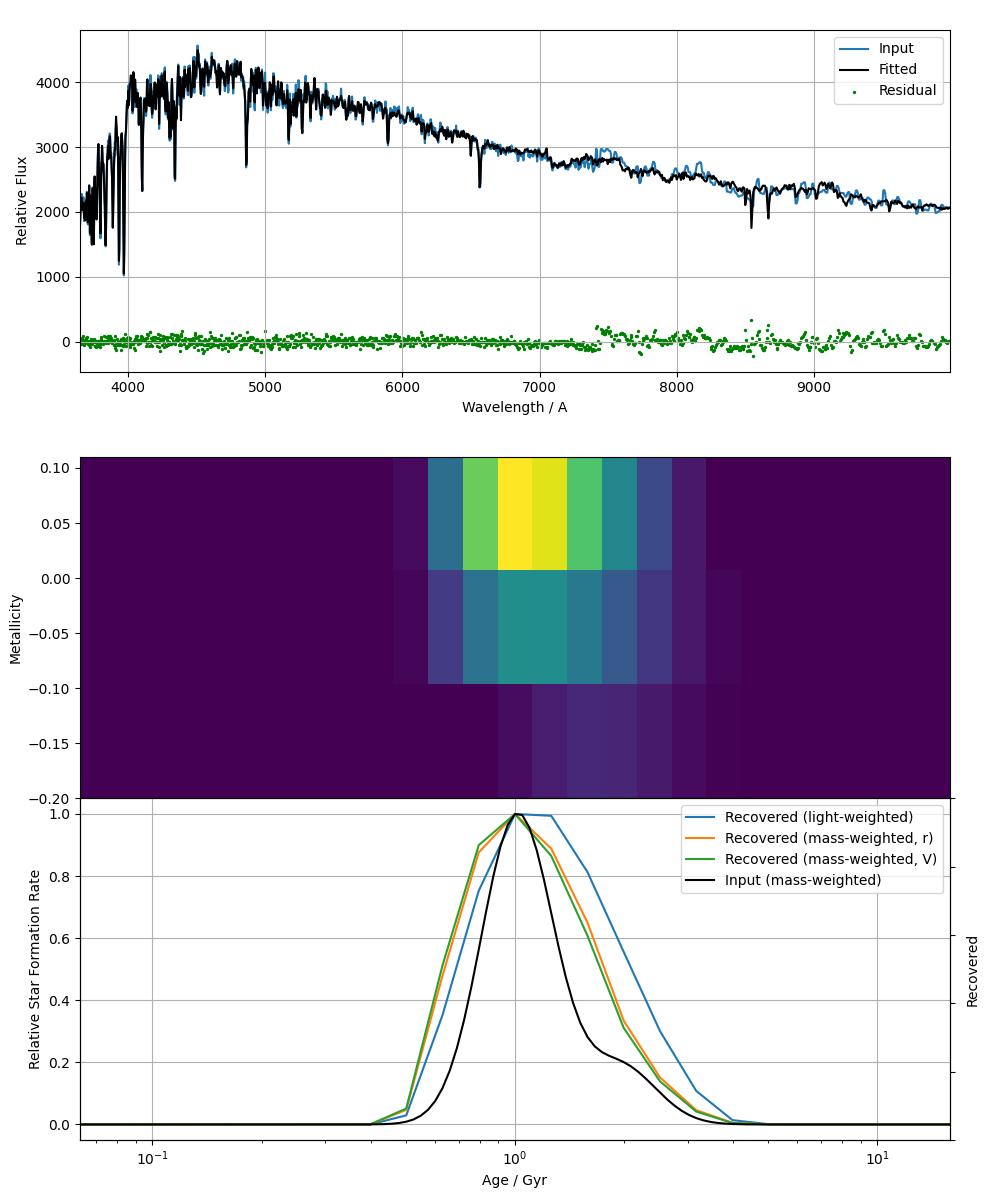 Input
Fitted
Residual
4000
3000
2000
1000
0
Relative Flux
4000 5000 6000 7000 8000 9000
Wavelength / A
0.10
0.05
0.00
−0.05
−0.10
−0.15
−0.20
Metallicity
Recovered (light-weighted)
Recovered (mass-weighted, r)
Recovered (mass-weighted, V)
Input (mass-weighted)
1.0
0.8
0.6
0.4
0.2
0.0
Relative Star Formation Rate
Recovered
10⁻¹ 10⁰ 10¹
Age / Gyr